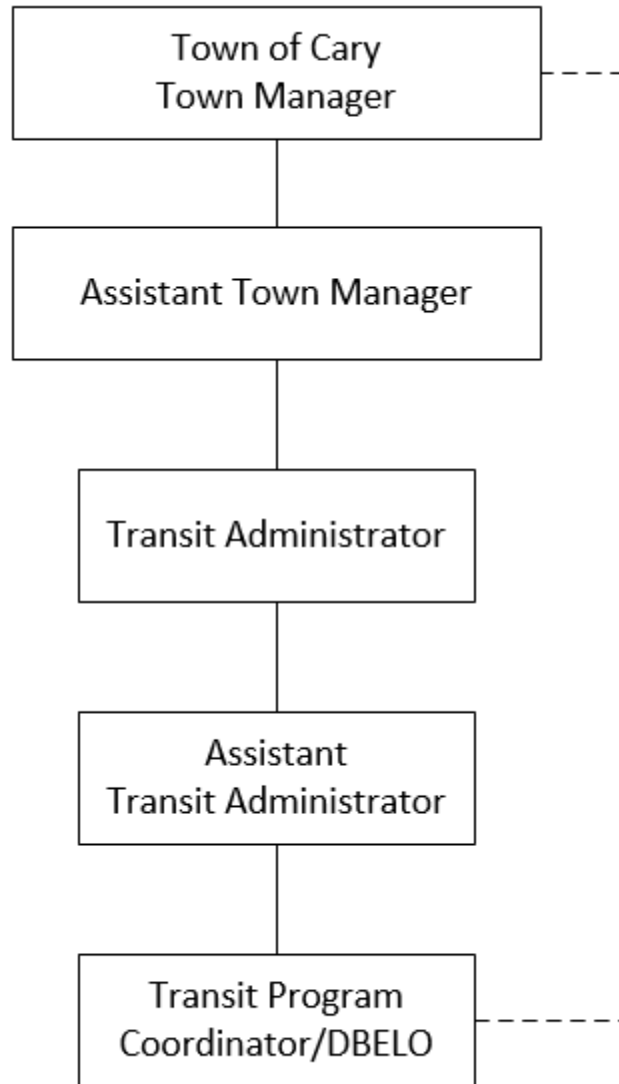 Town of Cary
Town Manager
Assistant Town Manager
Transit Administrator
Assistant
Transit Administrator
Transit Program
Coordinator/DBELO